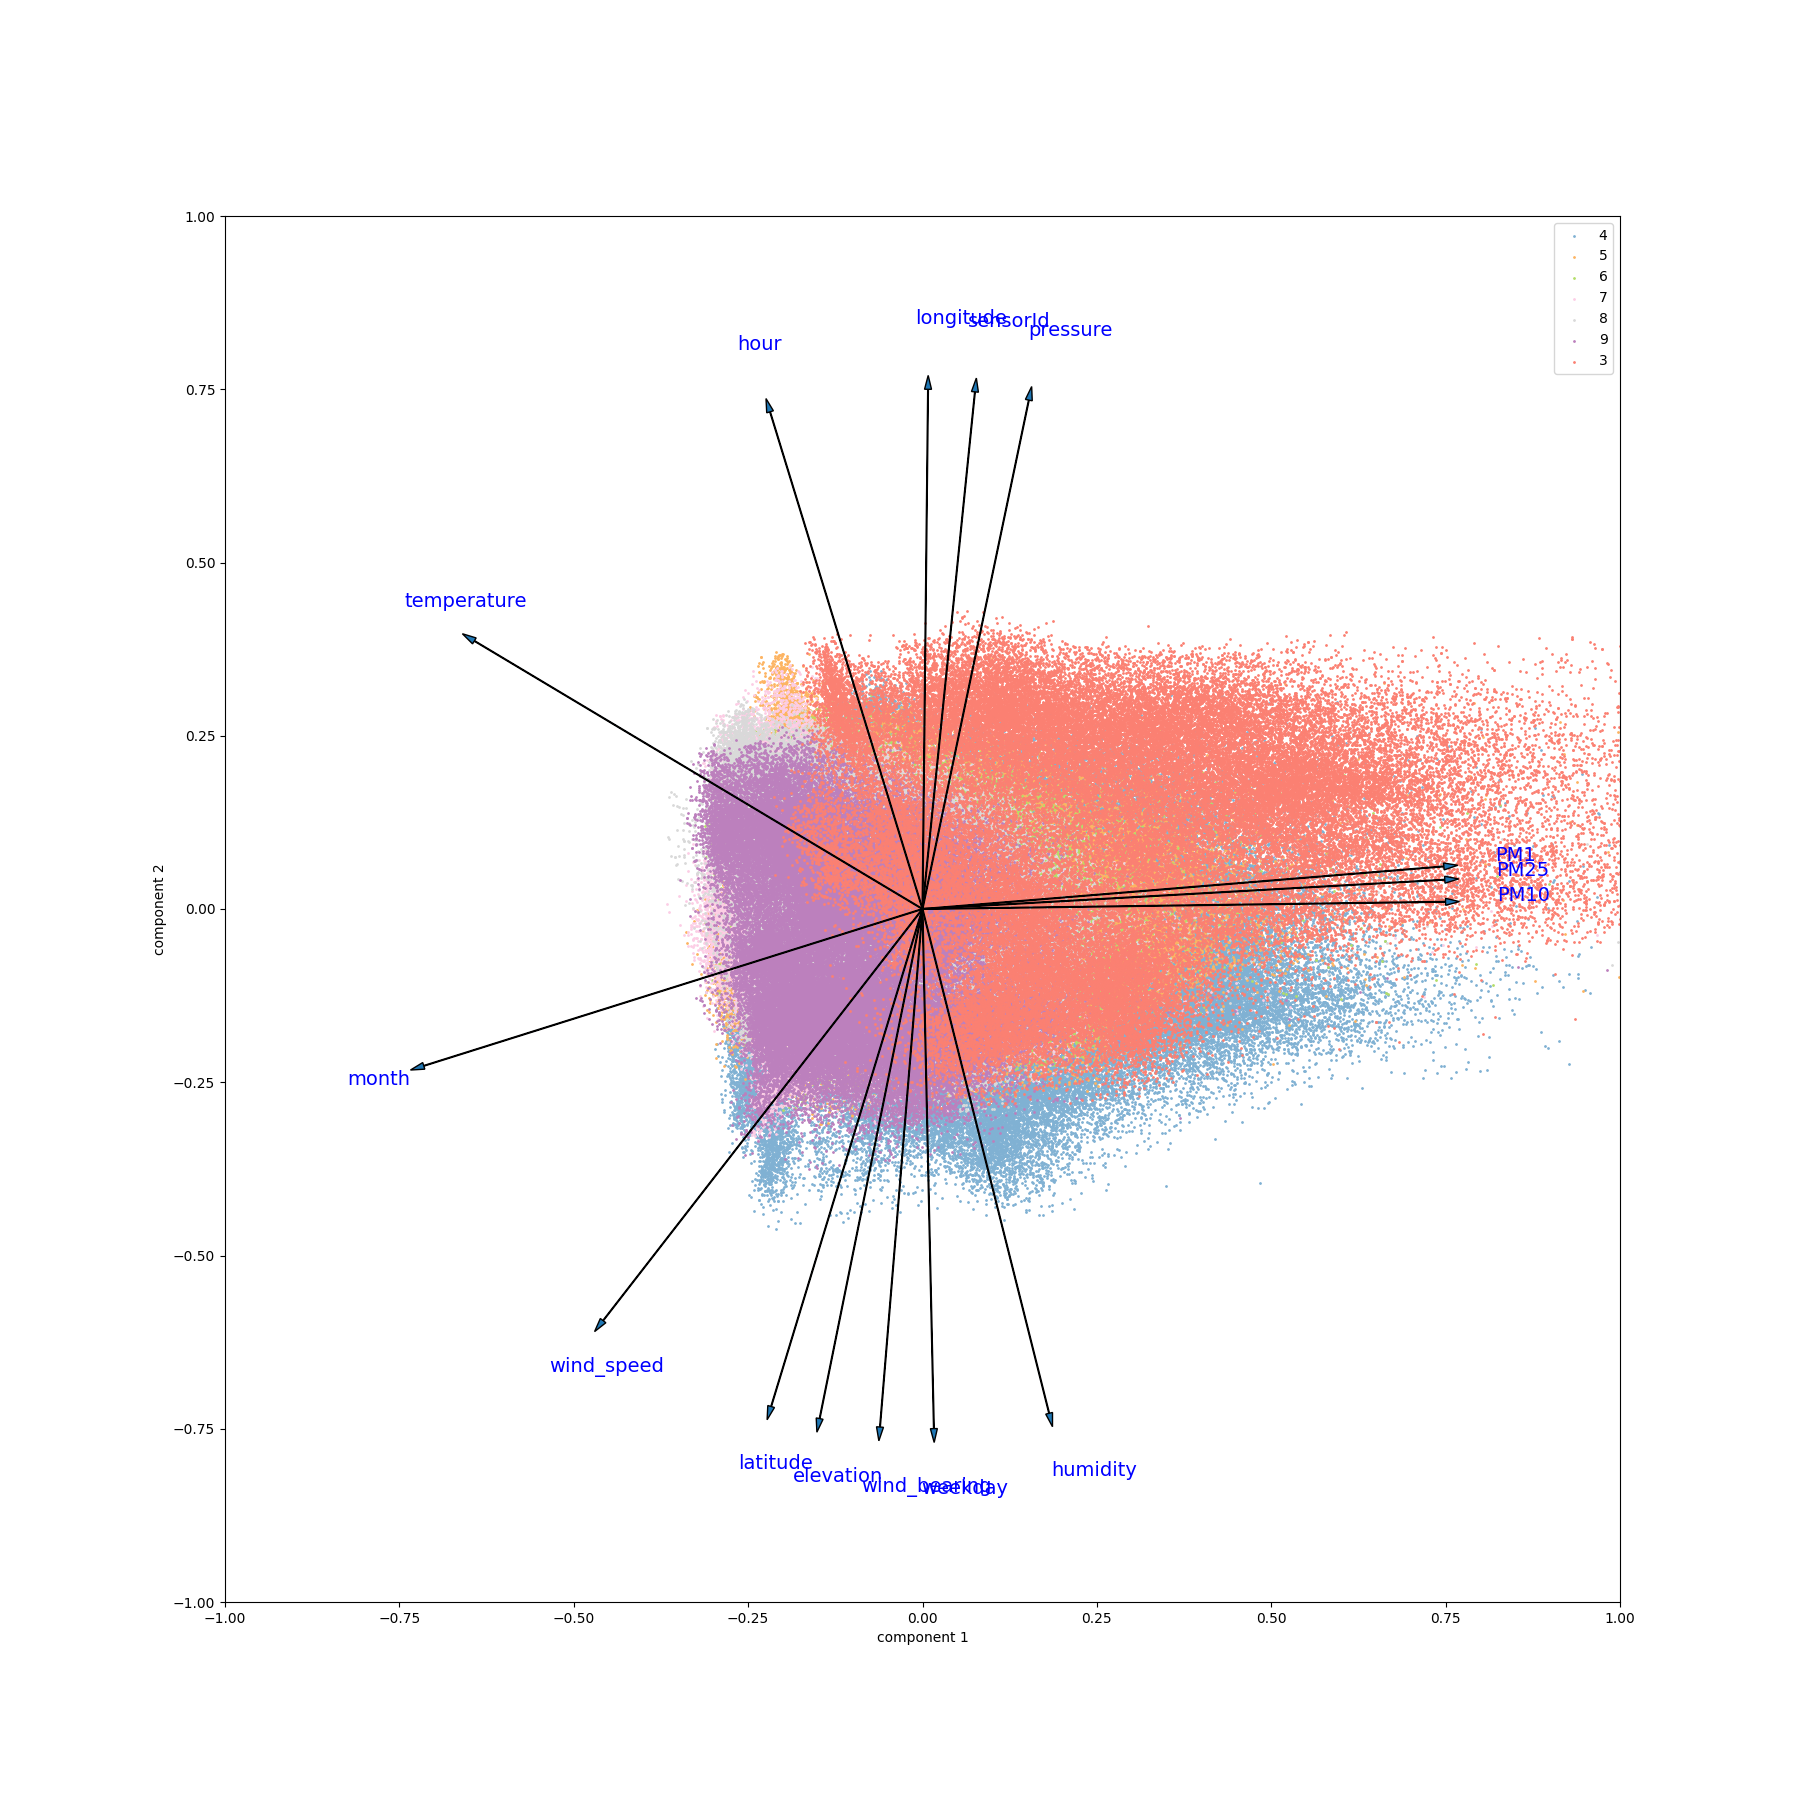 1.00
0.75
0.50
0.25
0.00
−0.25
−0.50
−0.75
−1.00
component 2
4
5
6
7
8
9
3
longitude
sensorId
pressure
hour
temperature
PM1
PM25
PM10
month
wind_speed
latitude
elevation
wind_bearing
weekday
humidity
−1.00 −0.75 −0.50 −0.25 0.00 0.25 0.50 0.75 1.00
component 1